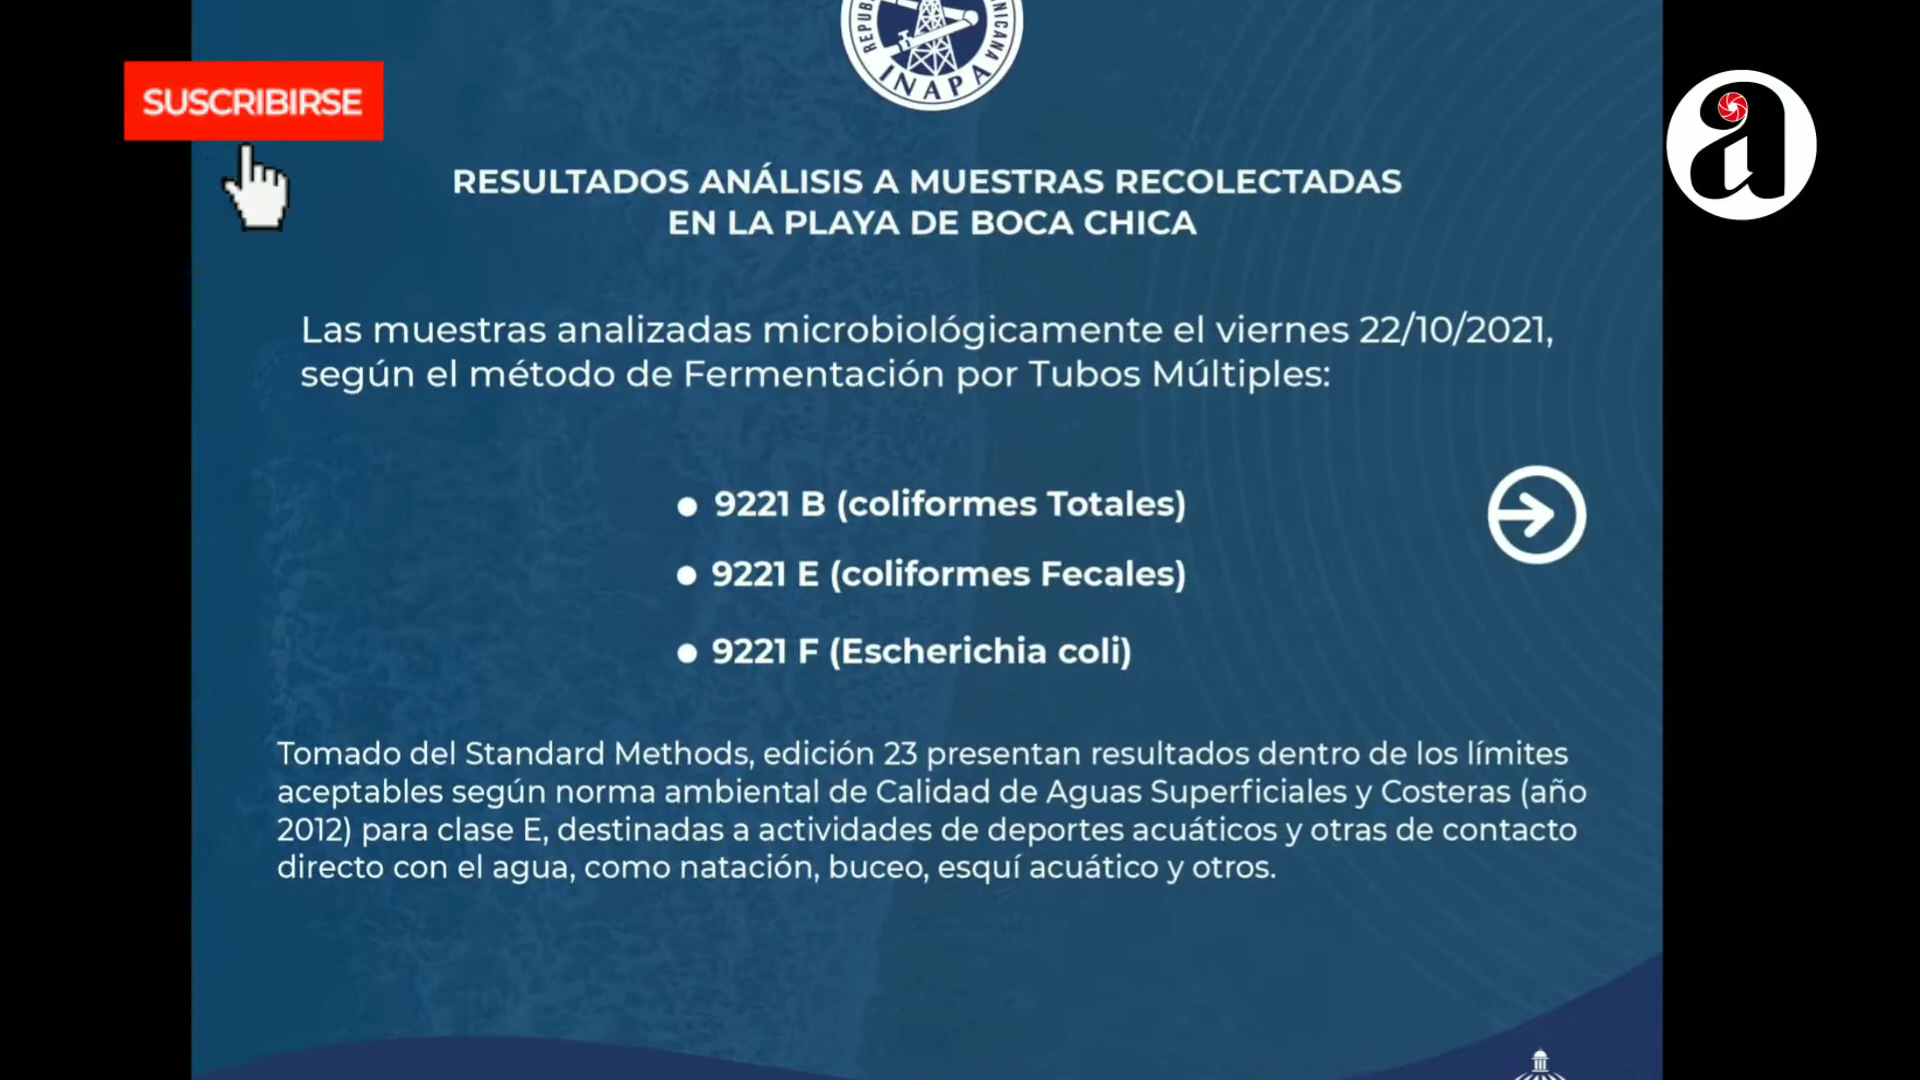 REPUB
NICANA
INAPA
SUSCRIBIRSE
a
RESULTADOS ANÁLISIS A MUESTRAS RECOLECTADAS
EN LA PLAYA DE BOCA CHICA
Las muestras analizadas microbiológicamente el viernes 22/10/2021,
según el método de Fermentación por Tubos Múltiples:
● 9221 B (coliformes Totales)
● 9221 E (coliformes Fecales)
● 9221 F (Escherichia coli)
Tomado del Standard Methods, edición 23 presentan resultados dentro de los límites
aceptables según norma ambiental de Calidad de Aguas Superficiales y Costeras (año
2012) para clase E, destinadas a actividades de deportes acuáticos y otras de contacto
directo con el agua, como natación, buceo, esquí acuático y otros.